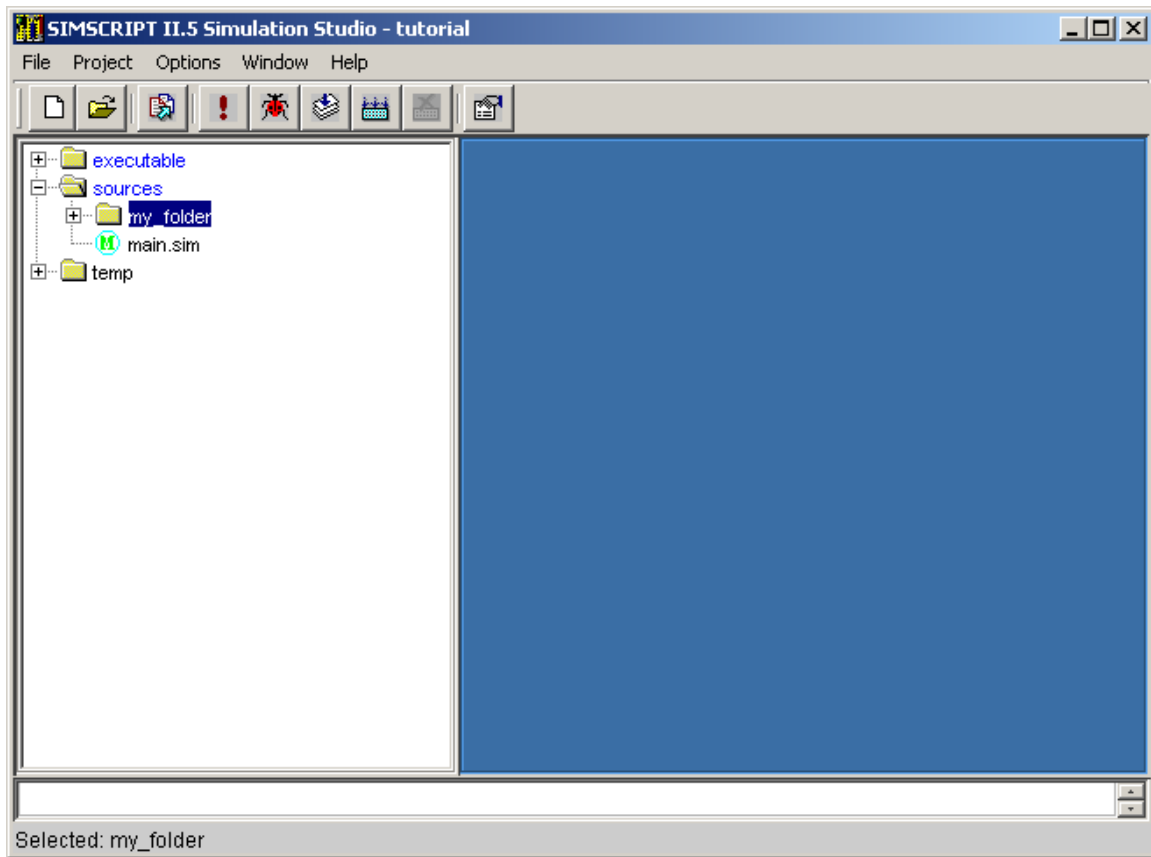 SIMSCRIPT II.5 Simulation Studio - tutorial
File Project Options Window Help
executable
sources
my_folder
M main.sim
temp
Selected: my_folder